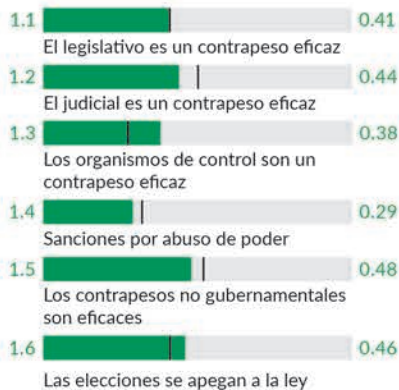 1.1 0.41
El legislativo es un contrapeso eficaz
1.2 0.44
El judicial es un contrapeso eficaz
1.3 0.38
Los organismos de control son un
contrapeso eficaz
1.4 0.29
Sanciones por abuso de poder
1.5 0.48
Los contrapesos no gubernamentales
son eficaces
1.6 0.46
Las elecciones se apegan a la ley